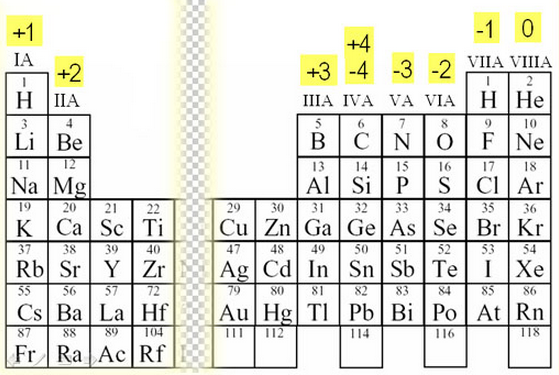 +1 -1 0
+4
IA +2 +3 -4 -3 -2 VIIA VIIIA
1 IIA IIIA IVA VA VIA 1 2
H H He
3 4 5 6 7 8 9 10
Li Be B C N O F Ne
11 12 13 14 15 16 17 18
Na Mg Al Si P S Cl Ar
19 20 21 22 29 30 31 32 33 34 35 36
K Ca Sc Ti Cu Zn Ga Ge As Se Br Kr
37 38 39 40 47 48 49 50 51 52 53 54
Rb Sr Y Zr Ag Cd In Sn Sb Te I Xe
55 56 57 72 79 80 81 82 83 84 85 86
Cs Ba La Hf Au Hg Tl Pb Bi Po At Rn
87 88 89 104 111 112 114 116 118
Fr Ra Ac Rf